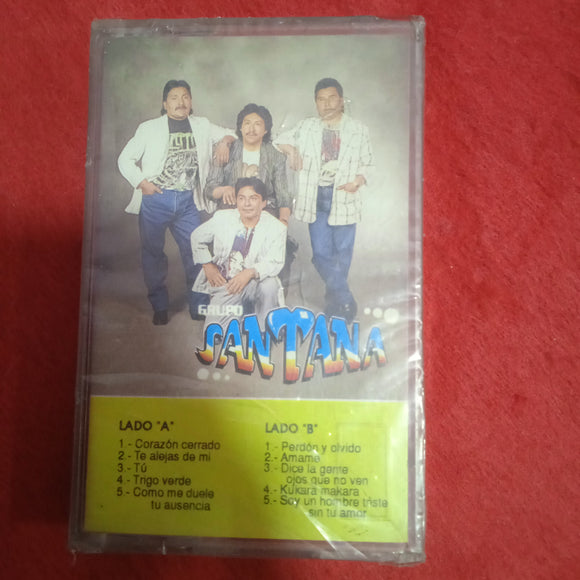 GRUPO
SANTANA
LADO "A"
1 - Corazón cerrado
2.- Te alejas de mi
3.- Tú
4.- Trigo verde
5.- Como me duele
tu ausencia
LADO "B"
1.- Perdón y olvido
2.- Amame
3.- Dice la gente
ojos que no ven
4.- Kukara makara
5.- Soy un hombre triste
sin tu amor